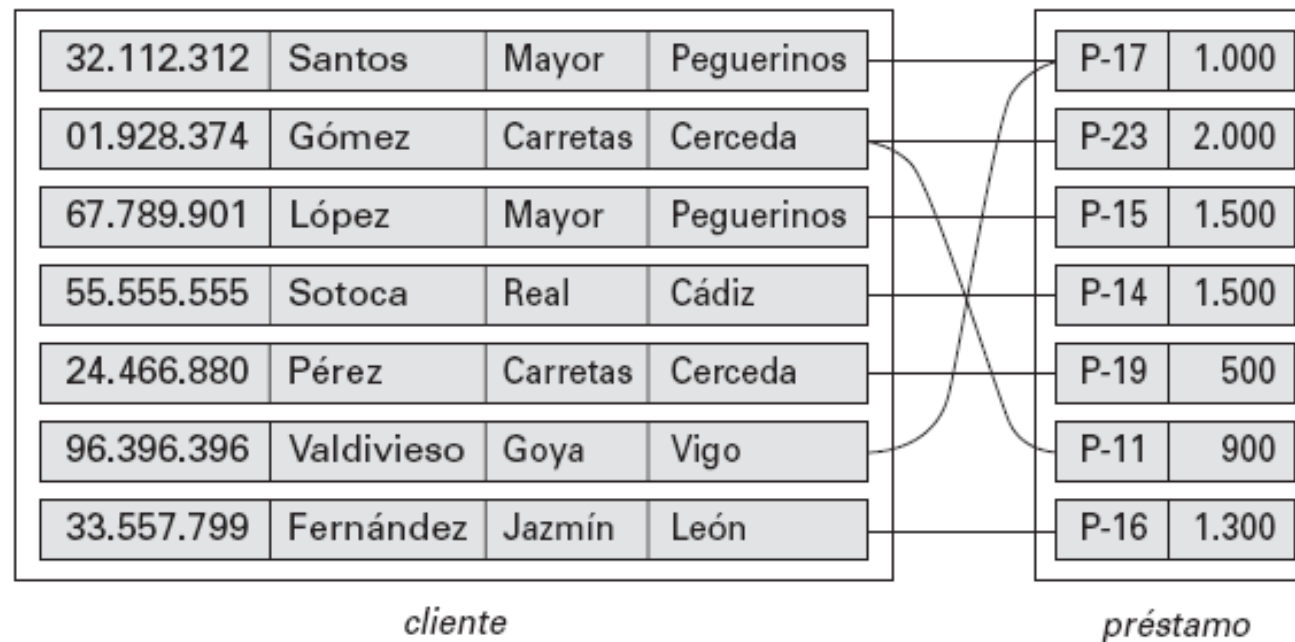 32.112.312 Santos Mayor Peguerinos P-17 1.000
01.928.374 Gómez Carretas Cerceda P-23 2.000
67.789.901 López Mayor Peguerinos P-15 1.500
55.555.555 Sotoca Real Cádiz P-14 1.500
24.466.880 Pérez Carretas Cerceda P-19 500
96.396.396 Valdivieso Goya Vigo P-11 900
33.557.799 Fernández Jazmín León P-16 1.300
cliente préstamo